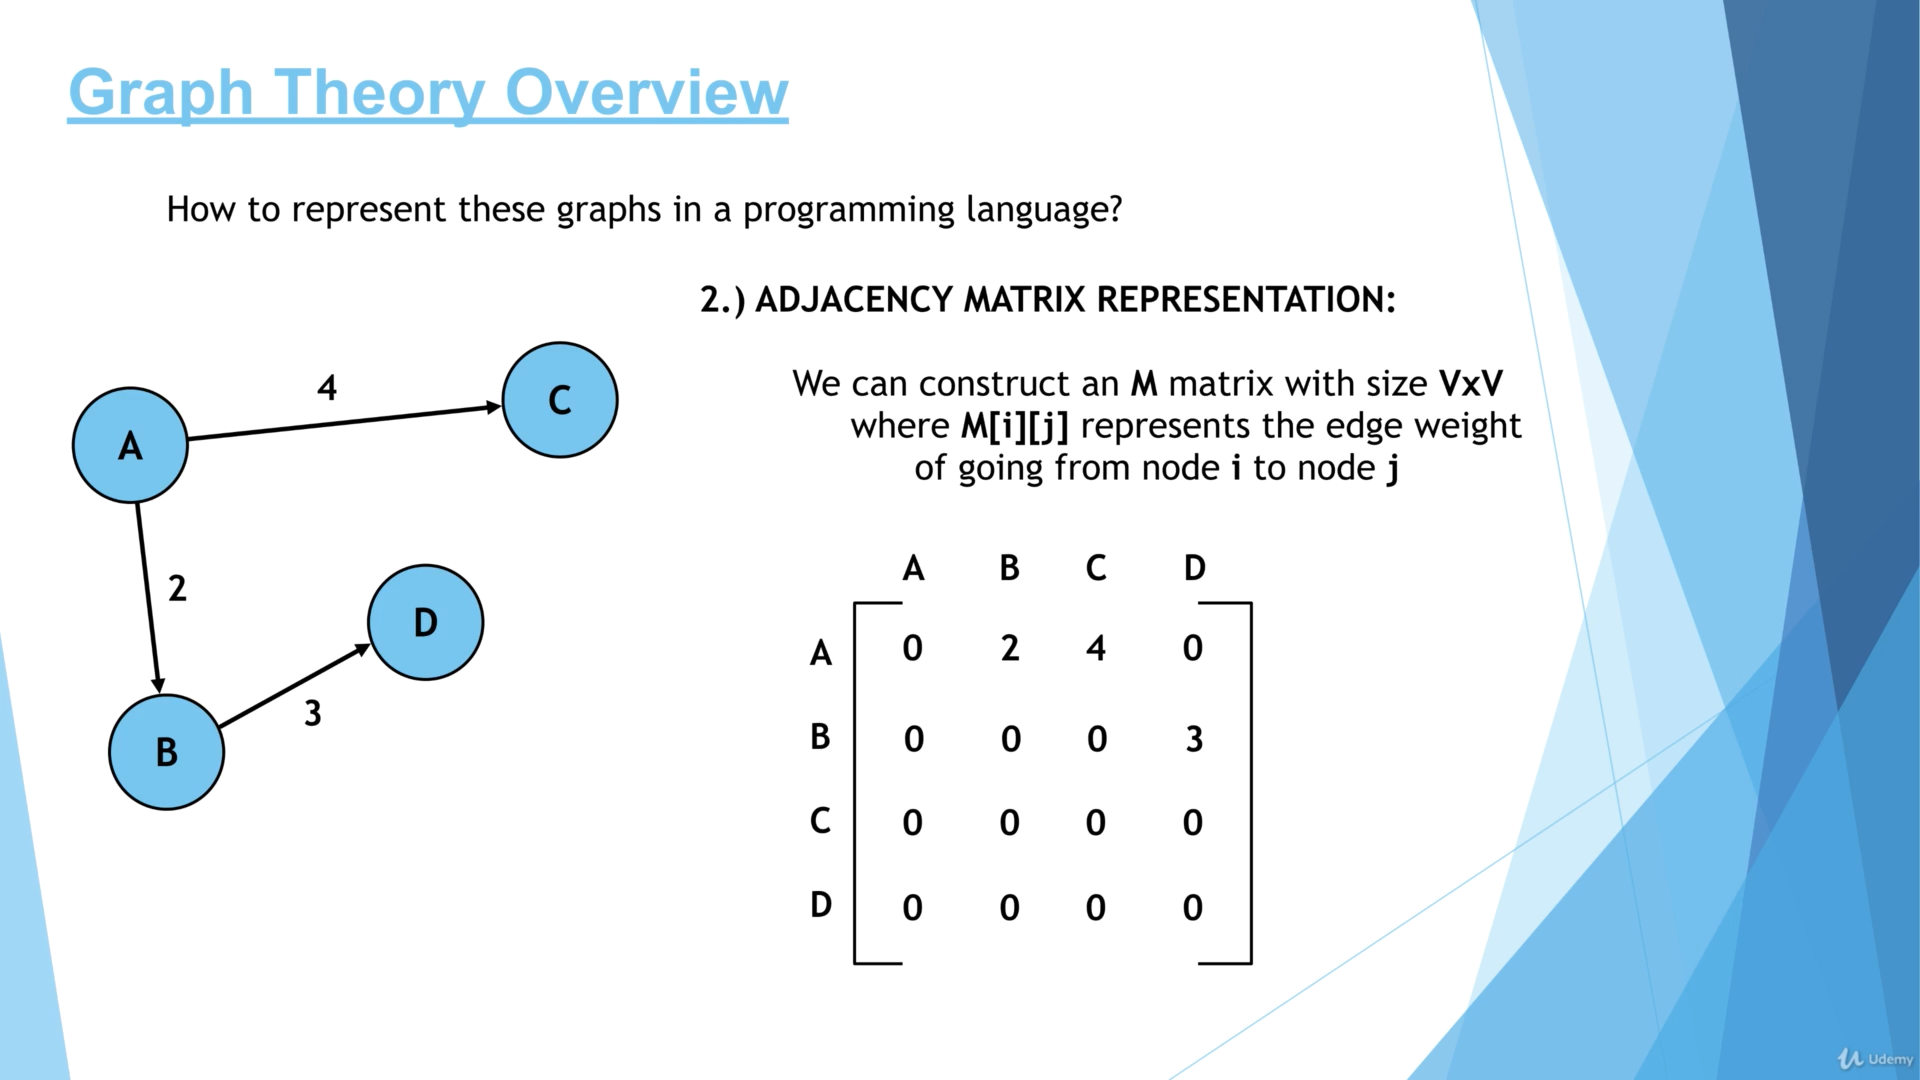 Graph Theory Overview
How to represent these graphs in a programming language?
2.) ADJACENCY MATRIX REPRESENTATION:
We can construct an M matrix with size VxV
where M[i][j] represents the edge weight
of going from node i to node j
A
4
C
2
D
B
3
A B C D
A 0 2 4 0
B 0 0 0 3
C 0 0 0 0
D 0 0 0 0
Udemy